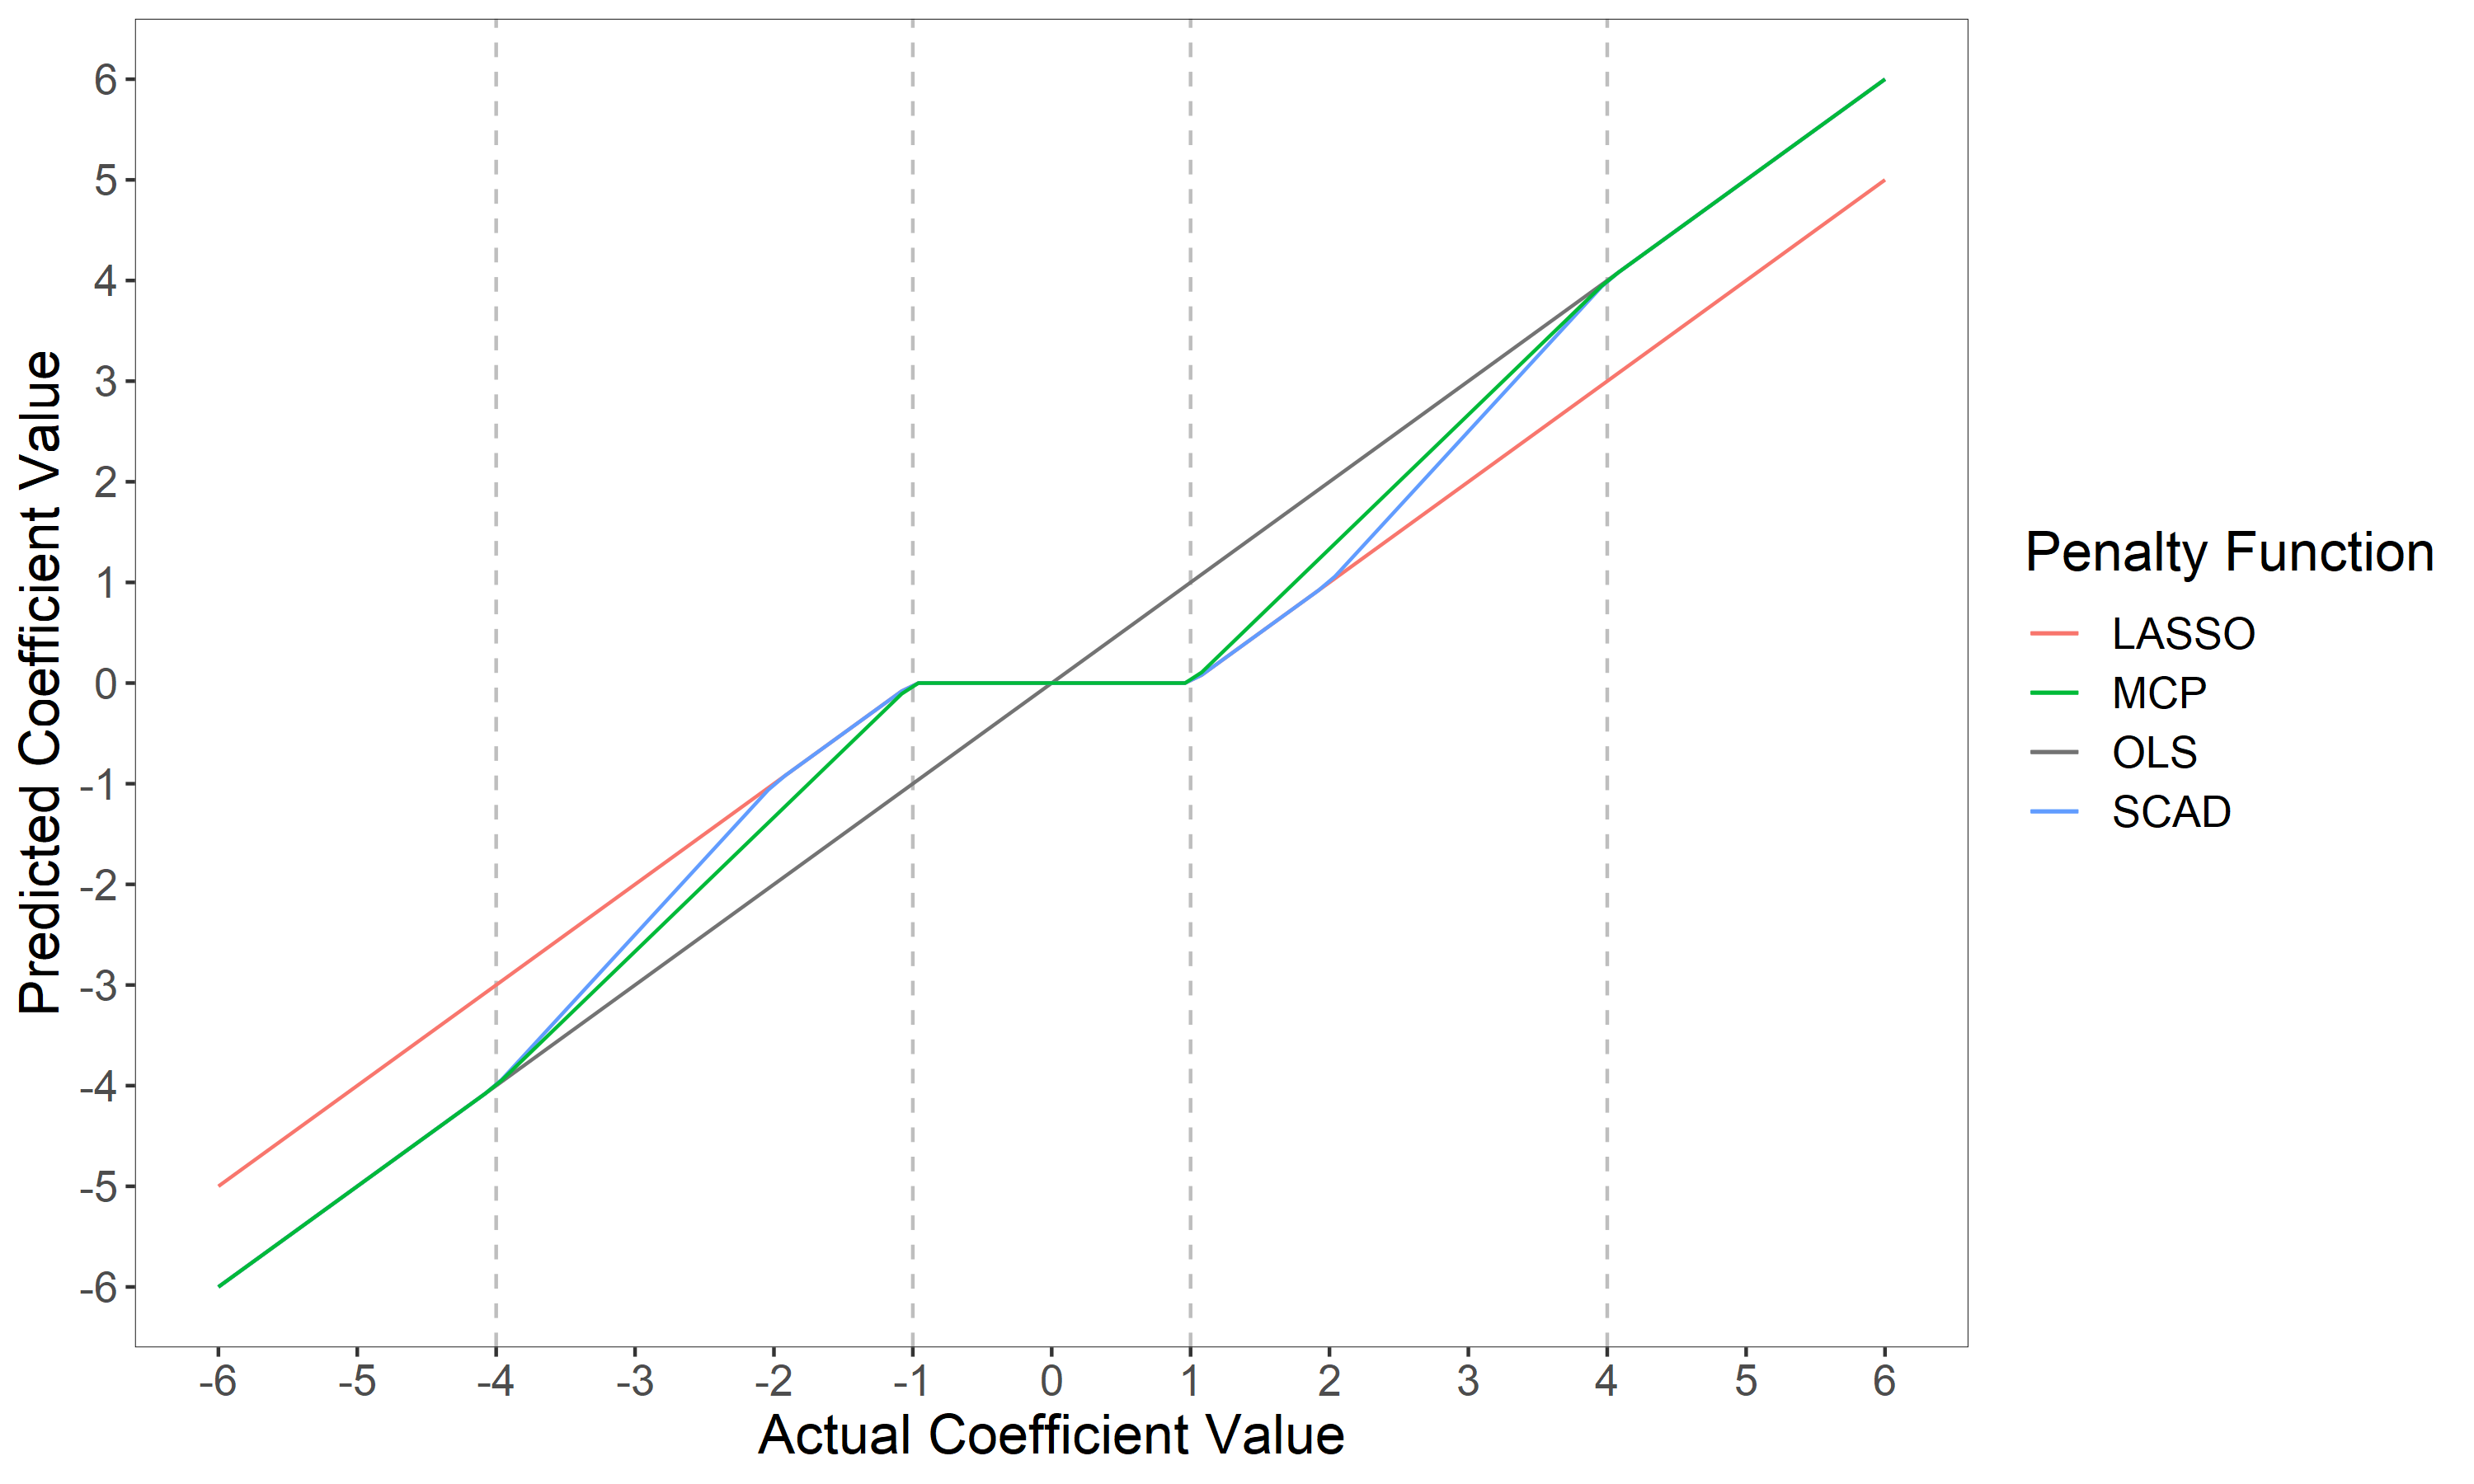 6
5
4
3
2
1
0
-1
-2
-3
-4
-5
-6
Predicted Coefficient Value
-6 -5 -4 -3 -2 -1 0 1 2 3 4 5 6
Actual Coefficient Value
Penalty Function
LASSO
MCP
OLS
SCAD